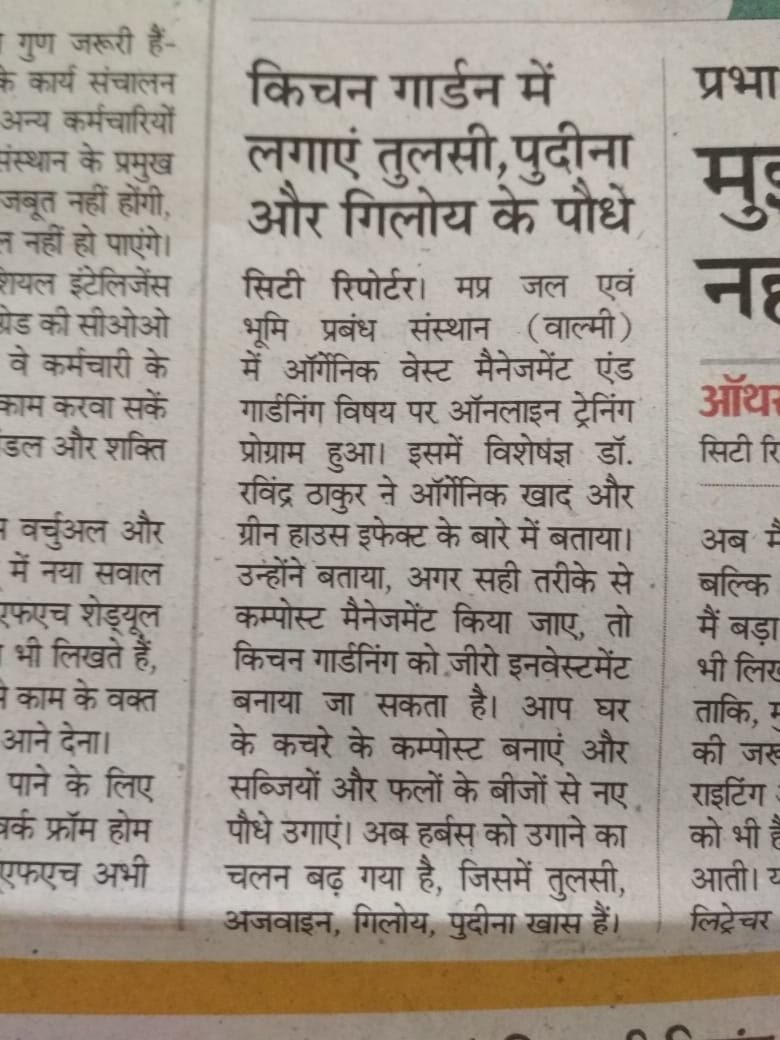 गुण जरूरी हैं-
के कार्य संचालन
अन्य कर्मचारियों
संस्थान के प्रमुख
जबूत नहीं होंगी,
नहीं हो पाएंगे।
शियल इंटेलिजेंस
ग्रेड की सीओओ
वे कर्मचारी के
काम करवा सकें
डल और शक्ति
वर्चुअल और
में नया सवाल
एफएच शेड्यूल
भी लिखते हैं,
काम के वक्त
आने देना।
पाने के लिए
वर्क फ्रॉम होम
एफएच अभी
किचन गार्डन में
लगाएं तुलसी,पुदीना
और गिलोय के पौधे
सिटी रिपोर्टर। मप्र जल एवं
भूमि प्रबंध संस्थान (वाल्मी)
में ऑर्गेनिक वेस्ट मैनेजमेंट एंड
गार्डनिंग विषय पर ऑनलाइन ट्रेनिंग
प्रोग्राम हुआ। इसमें विशेषज्ञ डॉ.
रविंद्र ठाकुर ने ऑर्गेनिक खाद और
ग्रीन हाउस इफेक्ट के बारे में बताया।
उन्होंने बताया, अगर सही तरीके से
कम्पोस्ट मैनेजमेंट किया जाए, तो
किचन गार्डनिंग को जीरो इनवेस्टमेंट
बनाया जा सकता है। आप घर
के कचरे के कम्पोस्ट बनाएं और
सब्जियों और फलों के बीजों से नए
पौधे उगाएं। अब हर्बस को उगाने का
चलन बढ़ गया है, जिसमें तुलसी,
अजवाइन, गिलोय, पुदीना खास हैं।
प्रभा
नह
ऑथर
सिटी रि
अब मै
बल्कि
मैं बड़ा
भी लिख
ताकि,
की जरू
राइटिंग
को भी है
आती।
लिट्रेचर